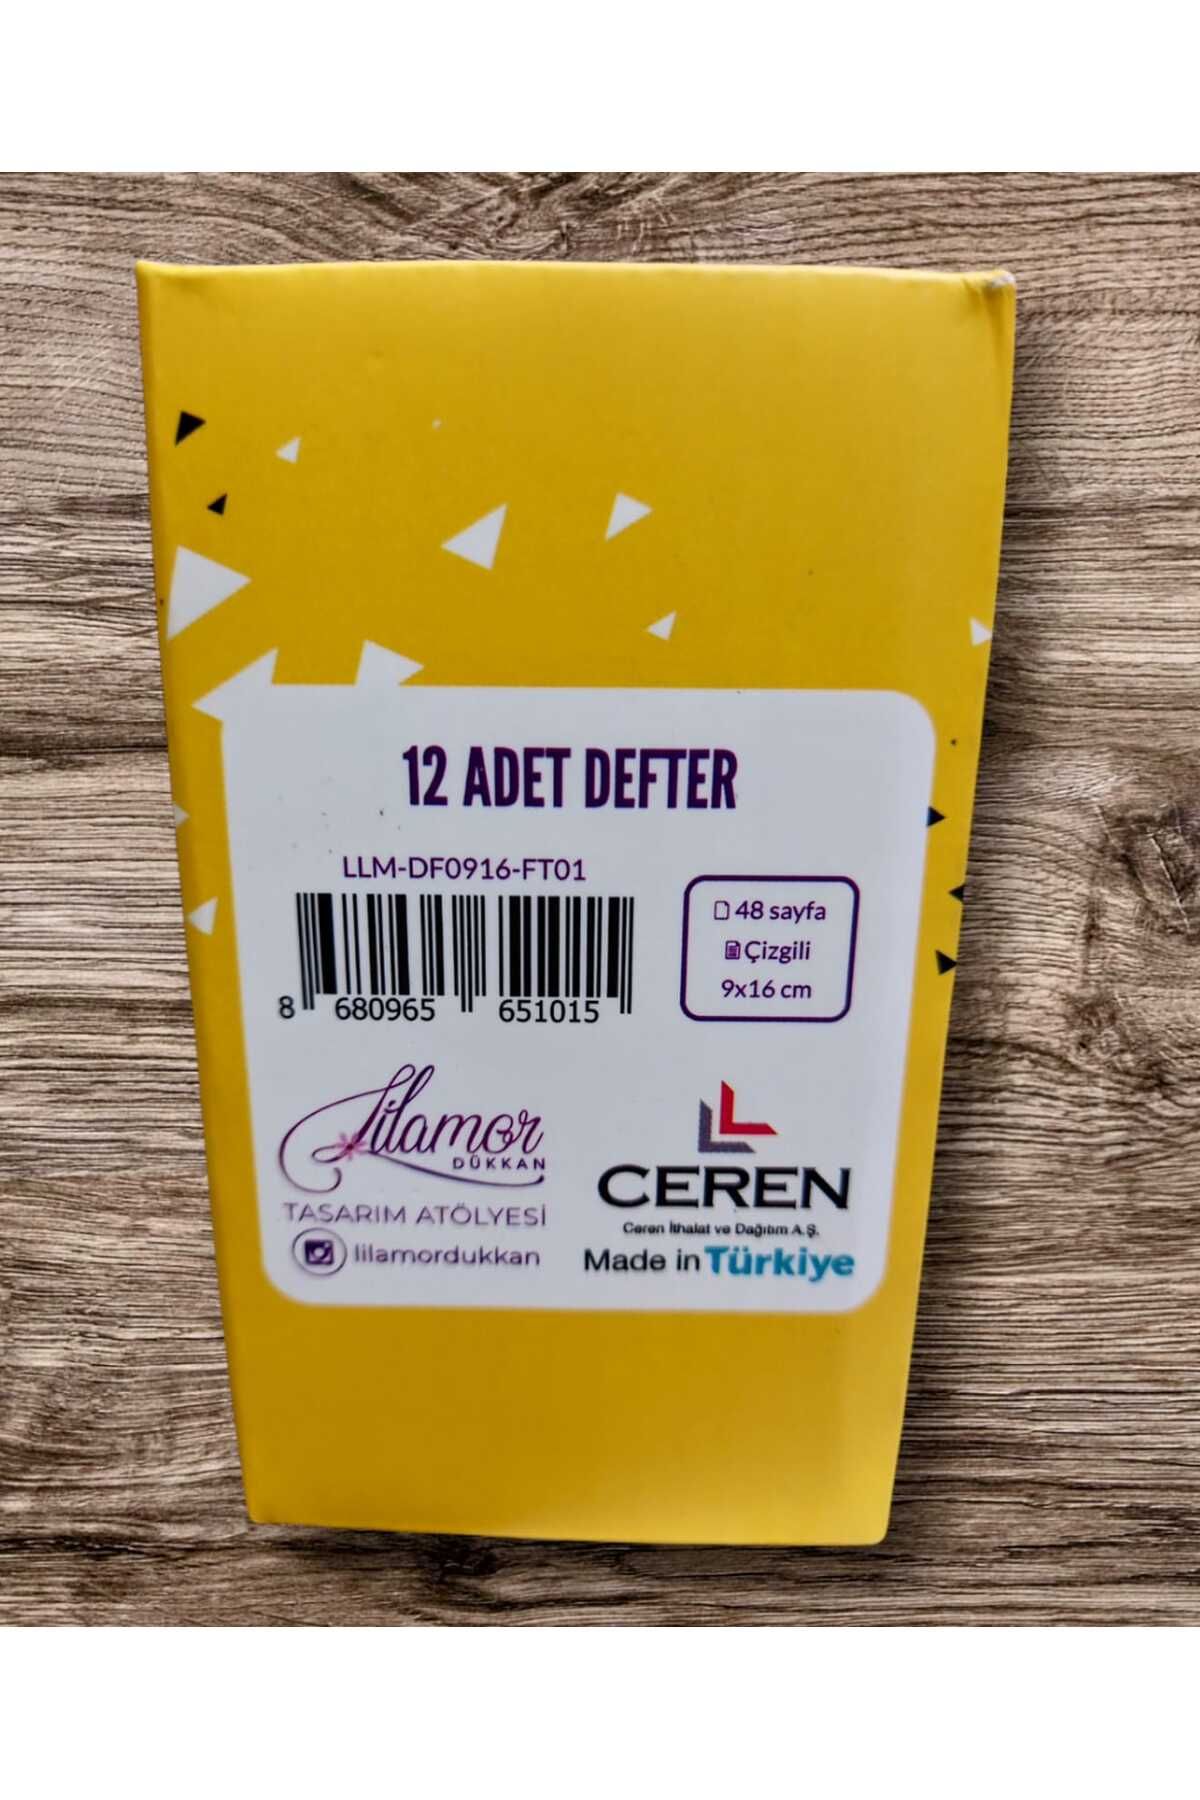 12 ADET DEFTER
LLM-DF0916-FT01
8 680965 651015
48 sayfa
Çizgili
9x16 cm
Lilamor
DÜKKAN
TASARIM ATÖLYESİ
lilamordukkan
CEREN
Ceren İthalat ve Dağıtım A.Ş.
Made in Türkiye